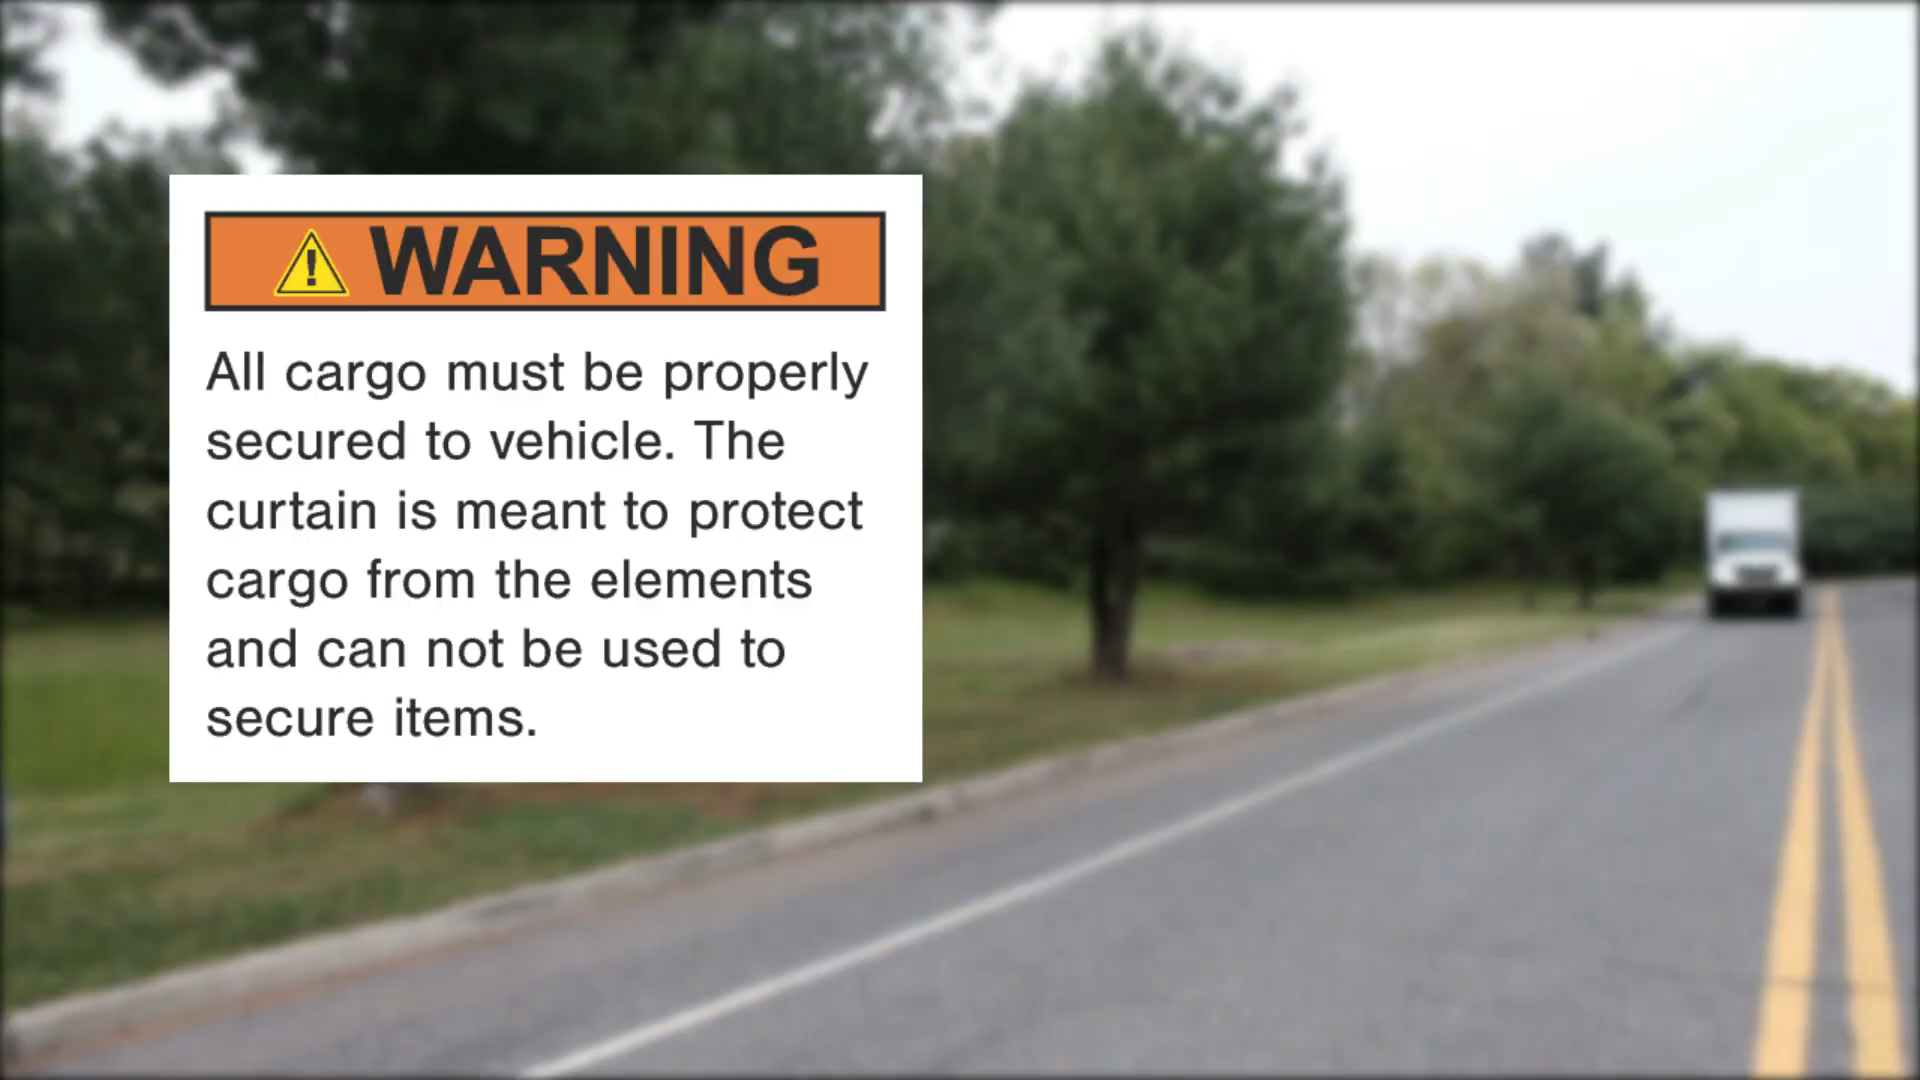 WARNING
All cargo must be properly
secured to vehicle. The
curtain is meant to protect
cargo from the elements
and can not be used to
secure items.